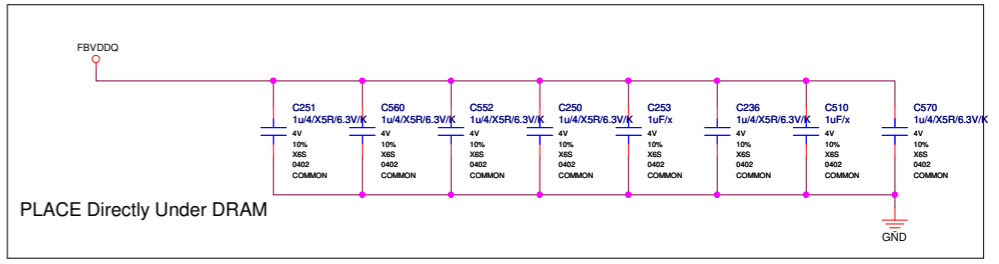 FBVDDQ
C251
1u/4/X5R/6.3V/K
4V
10%
X6S
0402
COMMON
C560
1u/4/X5R/6.3V/K
4V
10%
X6S
0402
COMMON
C552
1u/4/X5R/6.3V/K
4V
10%
X6S
0402
COMMON
C250
1u/4/X5R/6.3V/K
4V
10%
X6S
0402
COMMON
C253
1uF/x
4V
10%
X6S
0402
COMMON
C236
1u/4/X5R/6.3V/K
4V
10%
X6S
0402
COMMON
C510
1uF/x
4V
10%
X6S
0402
COMMON
C570
1u/4/X5R/6.3V/K
4V
10%
X6S
0402
COMMON
PLACE Directly Under DRAM
GND